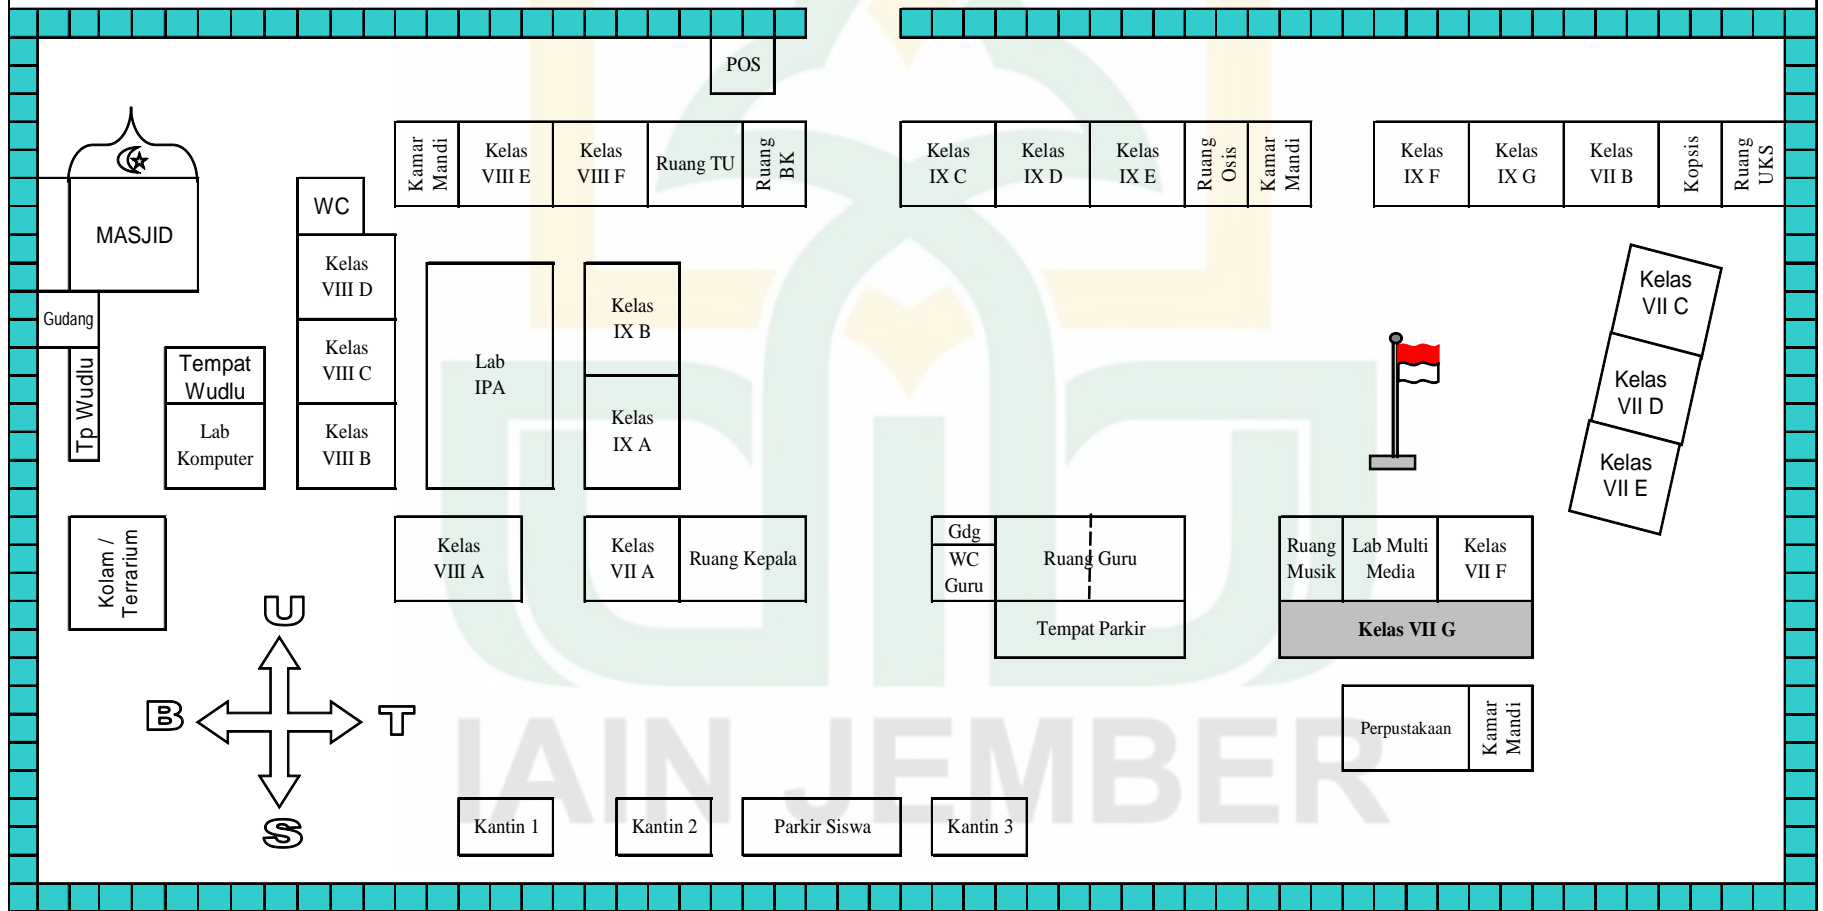 POS
Kamar
Mandi
Kelas
VIII E
Kelas
VIII F
Ruang TU
Ruang
BK
Kelas
IX C
Kelas
IX D
Kelas
IX E
Ruang
Osis
Kamar
Mandi
Kelas
IX F
Kelas
IX G
Kelas
VII B
Kopsis
Ruang
UKS
MASJID
WC
Kelas
VIII D
Kelas
VIII C
Kelas
VIII B
Gudang
Tp Wudlu
Tempat
Wudlu
Lab
Komputer
Lab
IPA
Kelas
IX B
Kelas
IX A
Kelas
VII C
Kelas
VII D
Kelas
VII E
Kolam /
Terrarium
Kelas
VIII A
Kelas
VII A
Ruang Kepala
Gdg
WC
Guru
Ruang Guru
Tempat Parkir
Ruang
Musik
Lab Multi
Media
Kelas
VII F
Kelas VII G
Perpustakaan
Kamar
Mandi
U
B
T
S
Kantin 1
Kantin 2
Parkir Siswa
Kantin 3
IAIN JEMBER